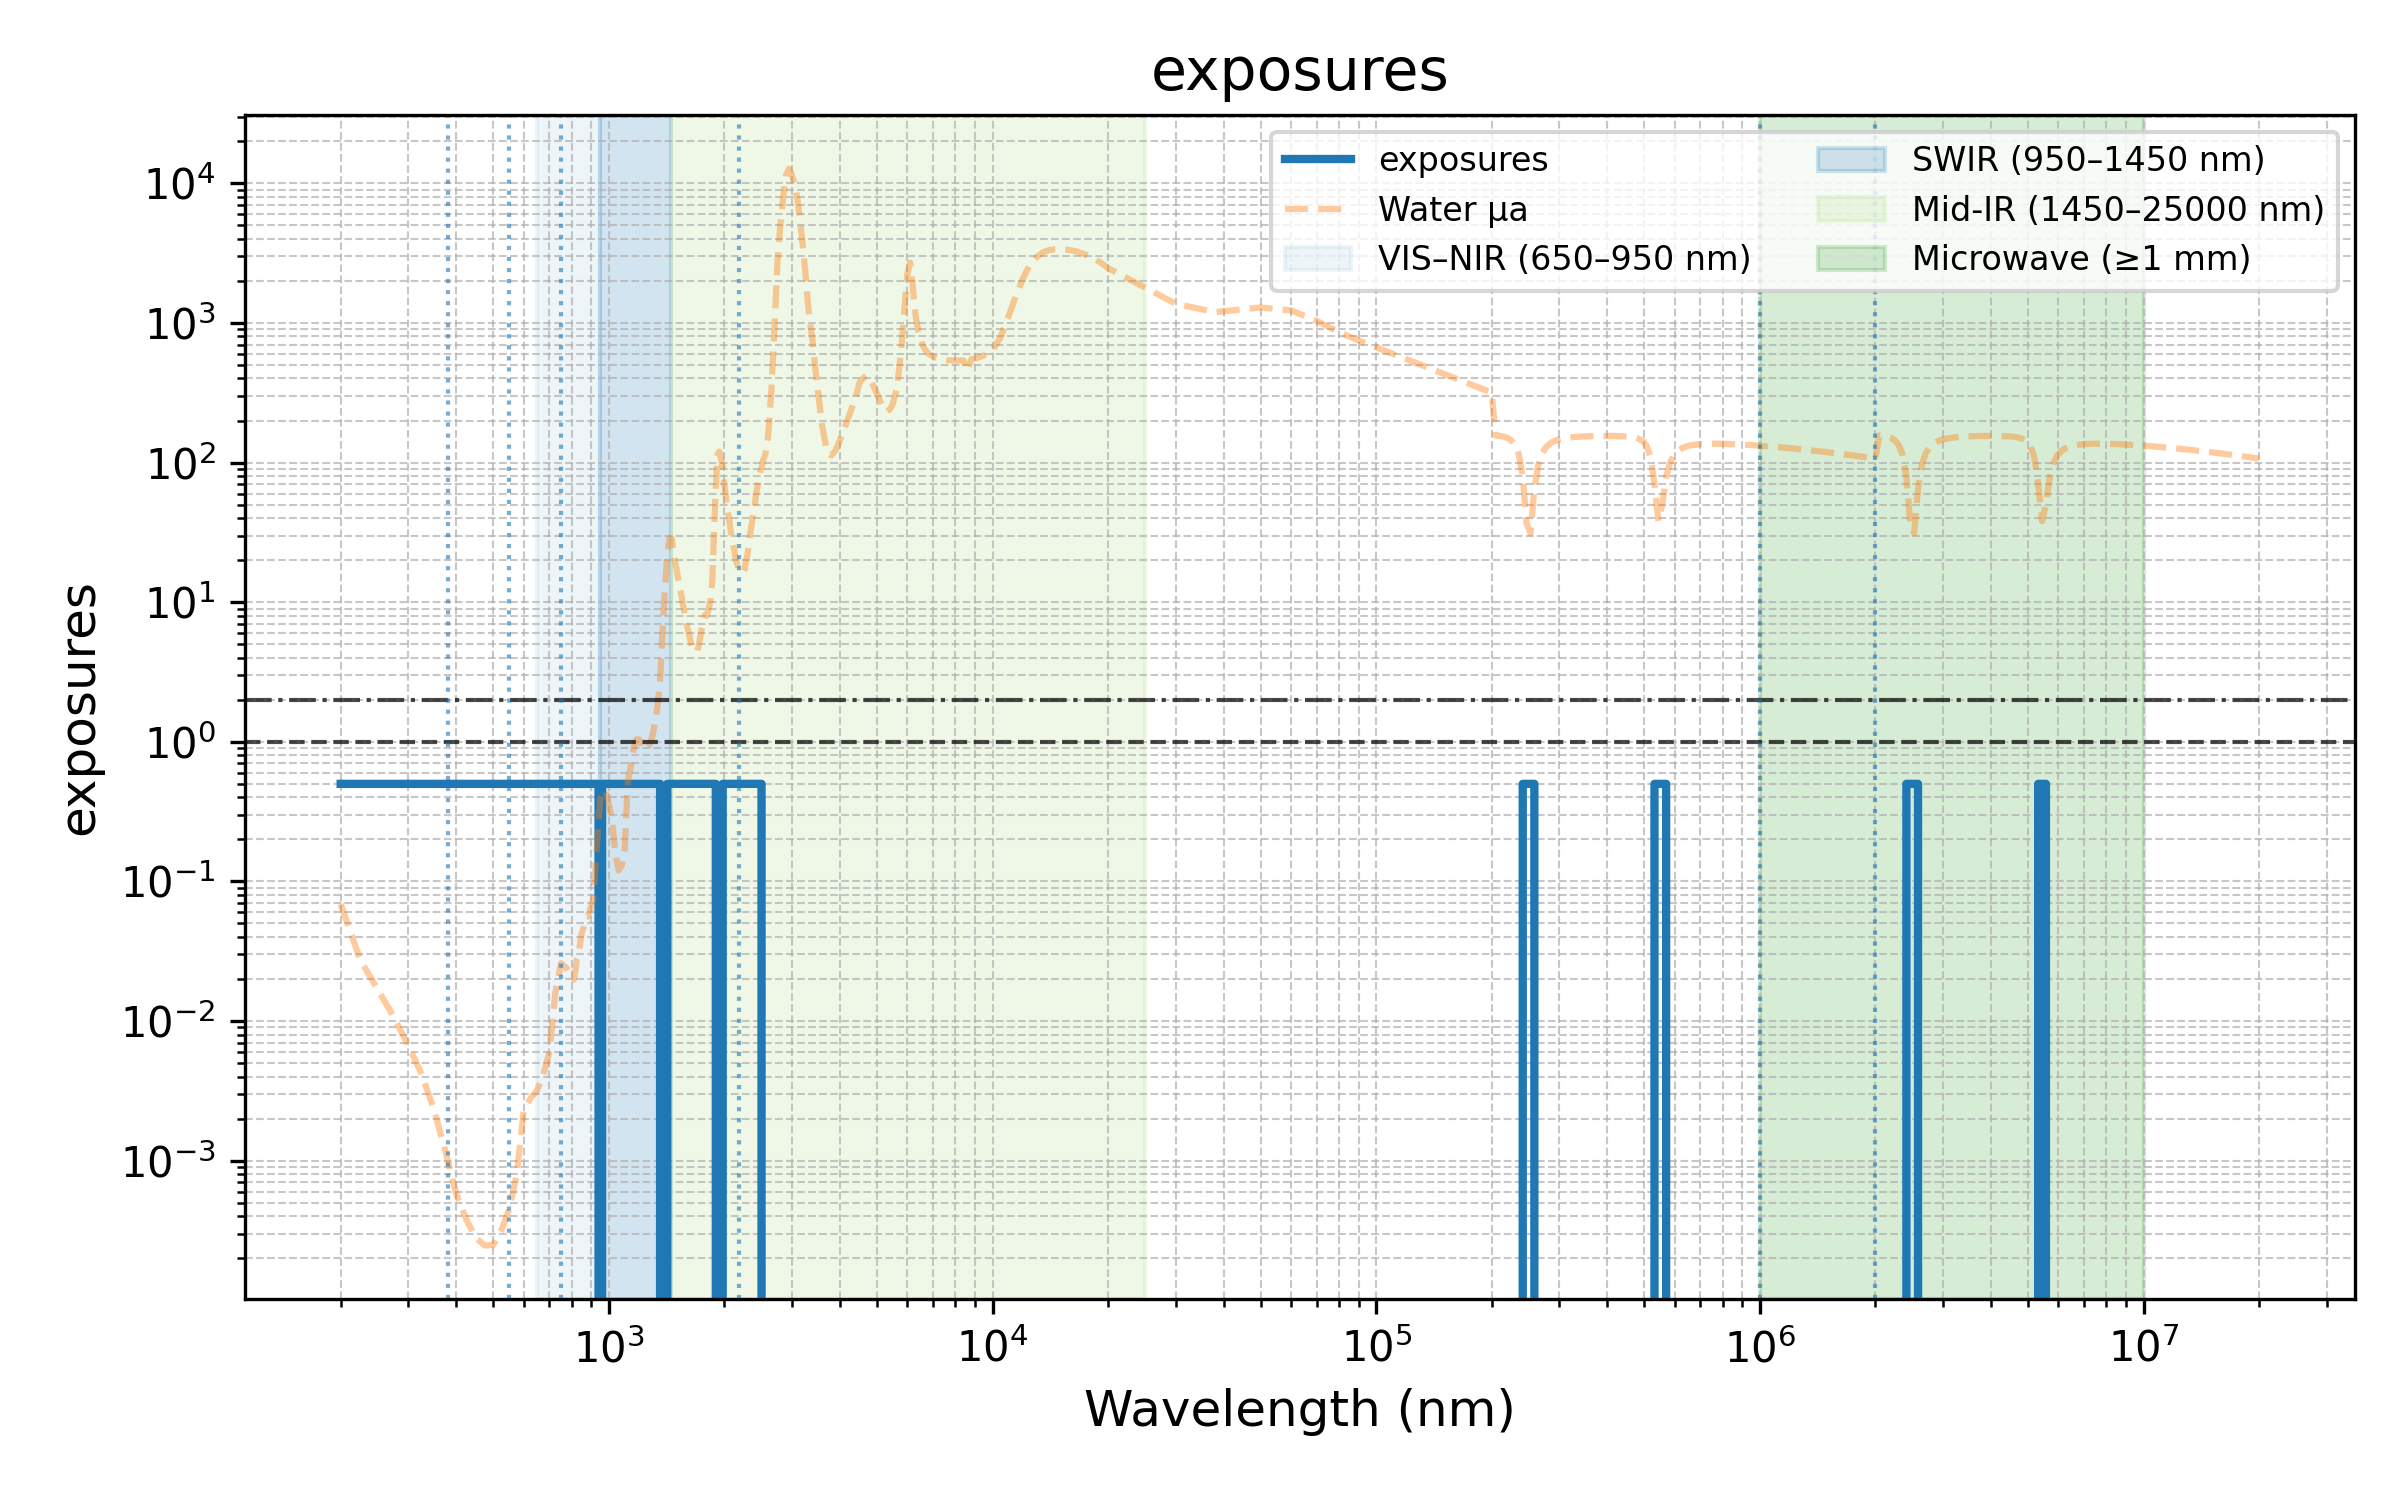 exposures
exposures
Water μa
VIS–NIR (650–950 nm)
SWIR (950–1450 nm)
Mid-IR (1450–25000 nm)
Microwave (≥1 mm)
10⁴
10³
10²
10¹
10⁰
10⁻¹
10⁻²
10⁻³
exposures
10³ 10⁴ 10⁵ 10⁶ 10⁷
Wavelength (nm)